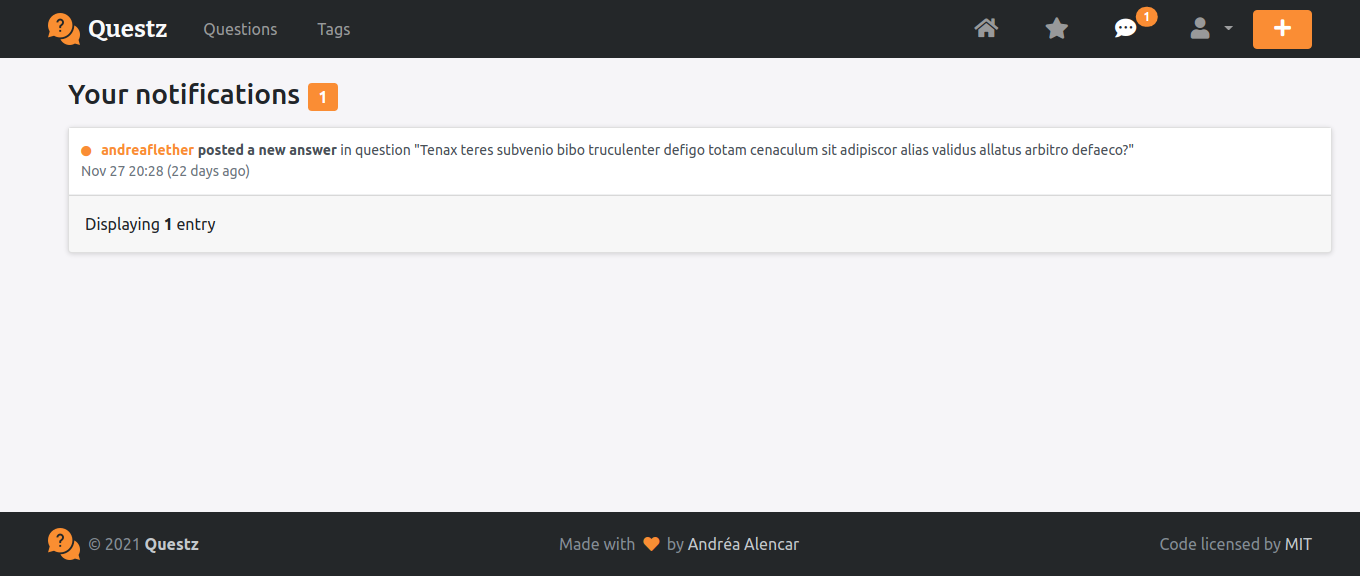 Questz Questions Tags 1
Your notifications 1
andreaflether posted a new answer in question "Tenax teres subvenio bibo truculenter defigo totam cenaculum sit adipiscor alias validus allatus arbitro defaeco?"
Nov 27 20:28 (22 days ago)
Displaying 1 entry
© 2021 Questz Made with by Andréa Alencar Code licensed by MIT